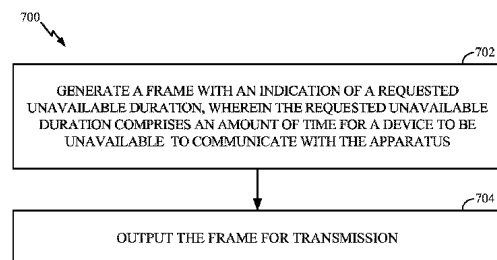 700
702
GENERATE A FRAME WITH AN INDICATION OF A REQUESTED
UNAVAILABLE DURATION, WHEREIN THE REQUESTED UNAVAILABLE
DURATION COMPRISES AN AMOUNT OF TIME FOR A DEVICE TO BE
UNAVAILABLE TO COMMUNICATE WITH THE APPARATUS
704
OUTPUT THE FRAME FOR TRANSMISSION